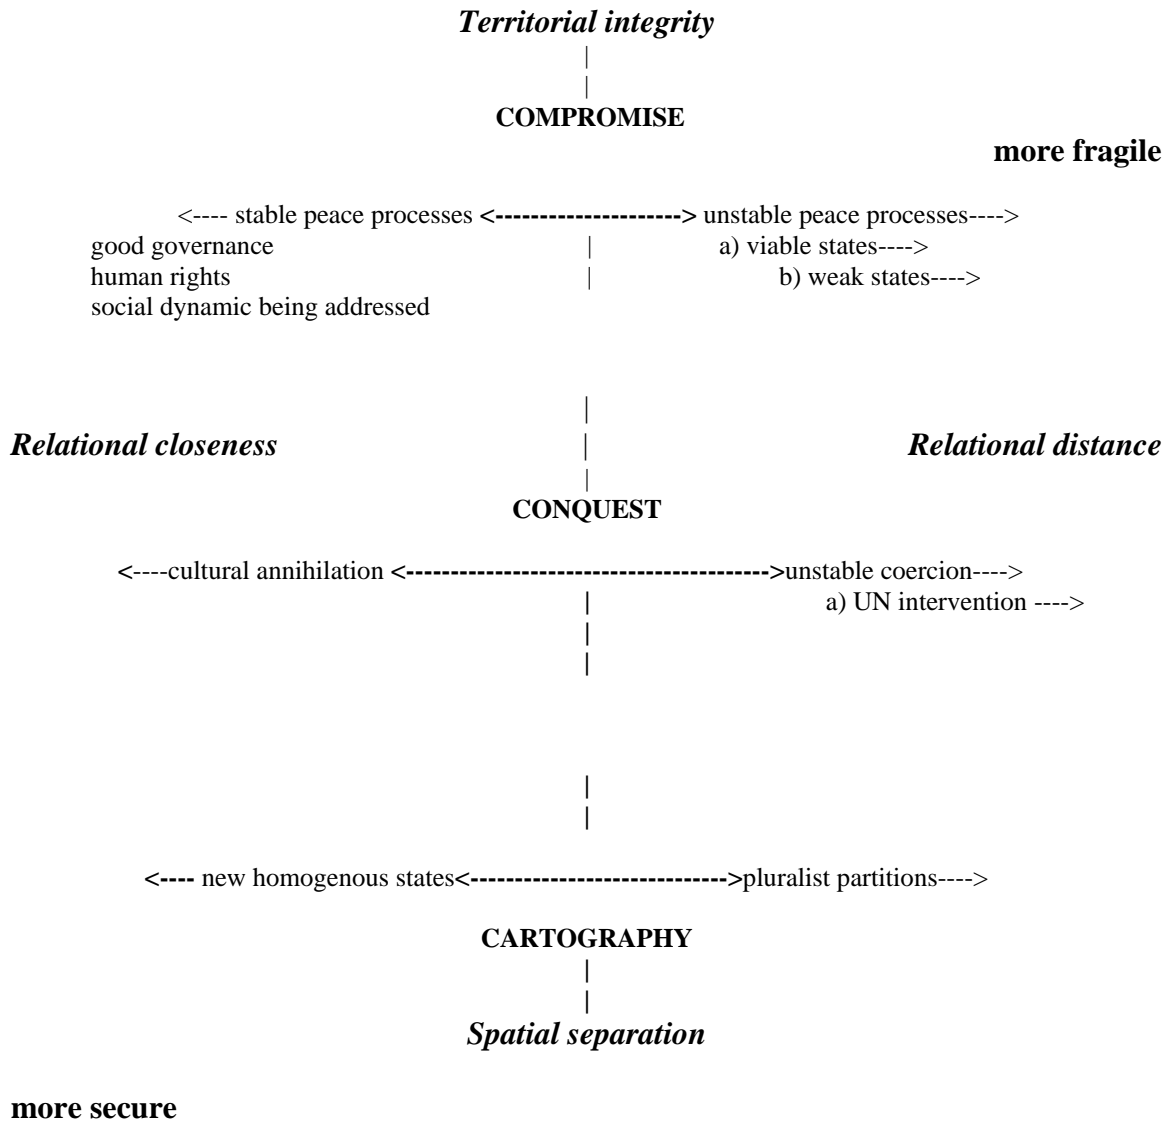 Territorial integrity
|
|
COMPROMISE
more fragile
<---- stable peace processes <---------------------> unstable peace processes---->
good governance | a) viable states---->
human rights | b) weak states---->
social dynamic being addressed
|
Relational closeness | Relational distance
|
CONQUEST
<----cultural annihilation <----------------------------------------->unstable coercion---->
| a) UN intervention ---->
|
|
|
|
<---- new homogenous states<----------------------------->pluralist partitions---->
CARTOGRAPHY
|
|
Spatial separation
more secure